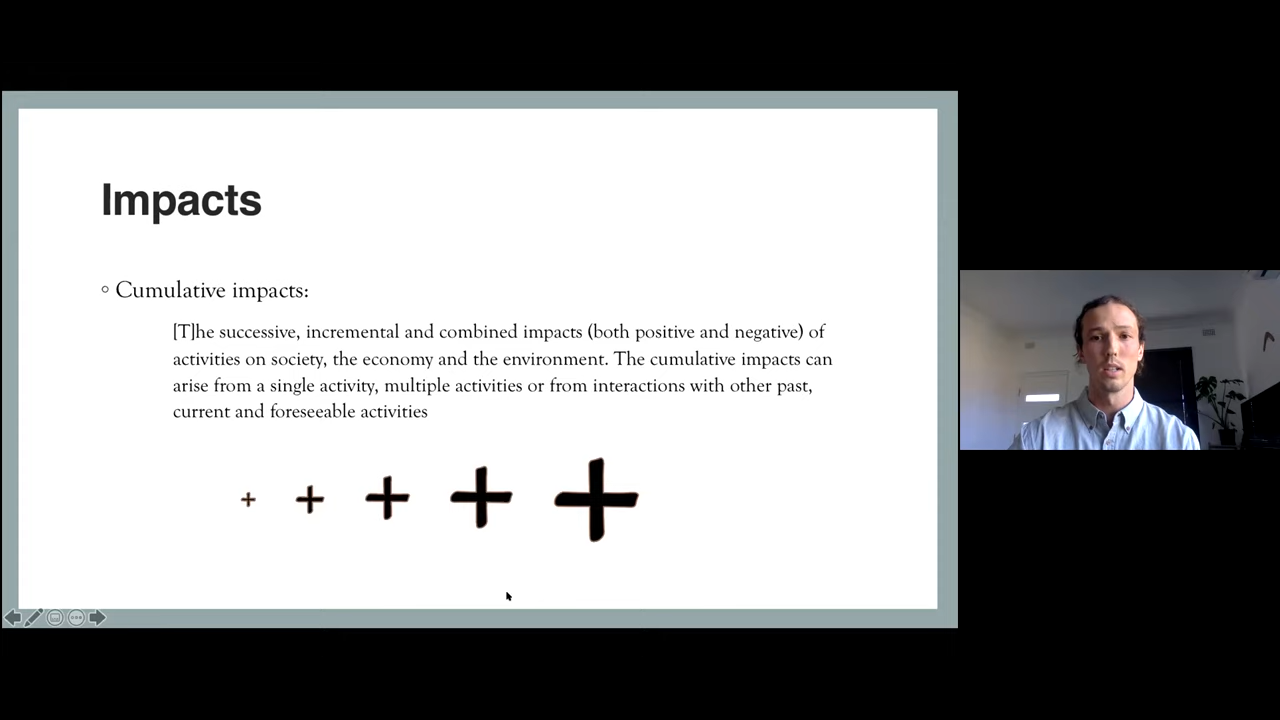 Impacts
Cumulative impacts:
[T]he successive, incremental and combined impacts (both positive and negative) of
activities on society, the economy and the environment. The cumulative impacts can
arise from a single activity, multiple activities or from interactions with other past,
current and foreseeable activities